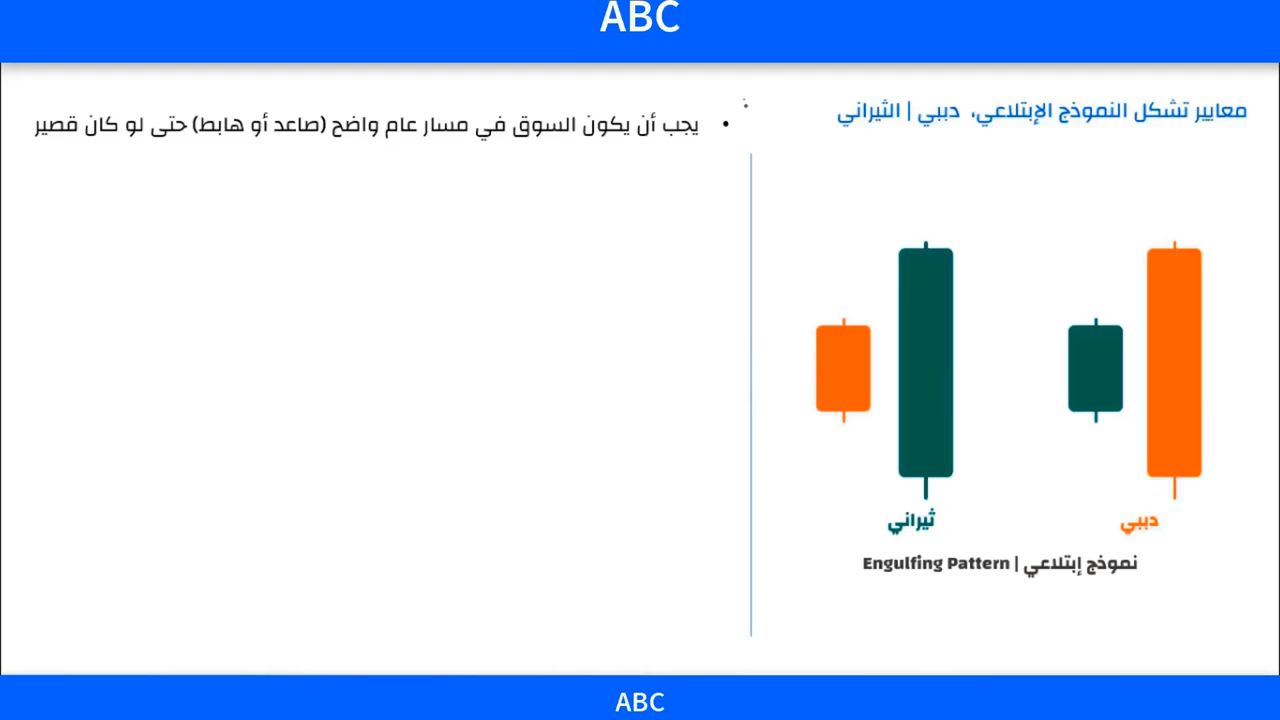 ABC
معايير تشكل النموذج الإبتلاعي، دببي | الثيراني
• يجب أن يكون السوق في مسار عام واضح (صاعد أو هابط) حتى لو كان قصير
دببي
ثيراني
نموذج إبتلاعي | Engulfing Pattern
ABC